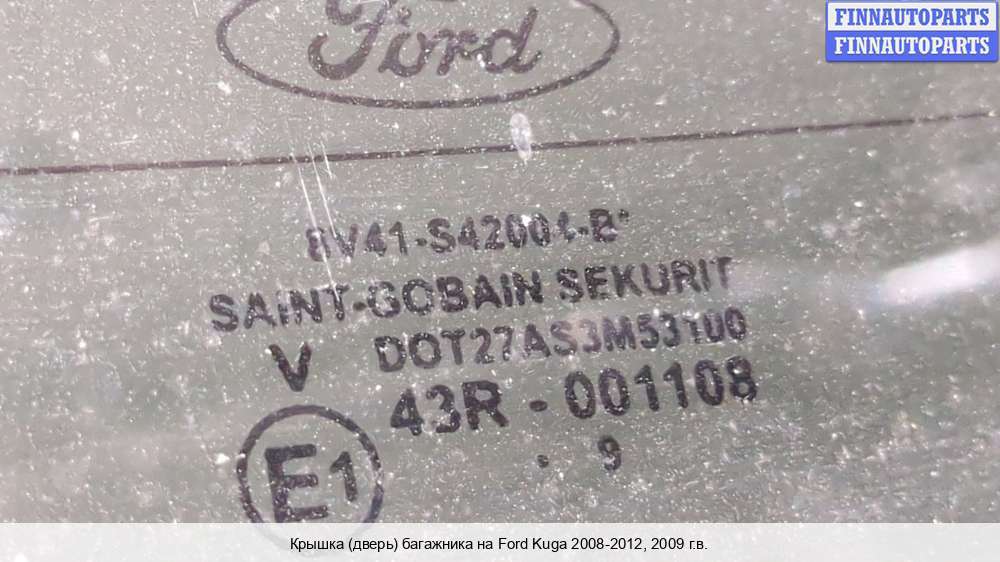 FINNAUTOPARTS
FINNAUTOPARTS
Ford
8V41-S42004-B*
SAINT-GOBAIN SEKURIT
V DOT27AS3M53100
43R - 001108
. 9
E1
Крышка (дверь) багажника на Ford Kuga 2008-2012, 2009 г.в.